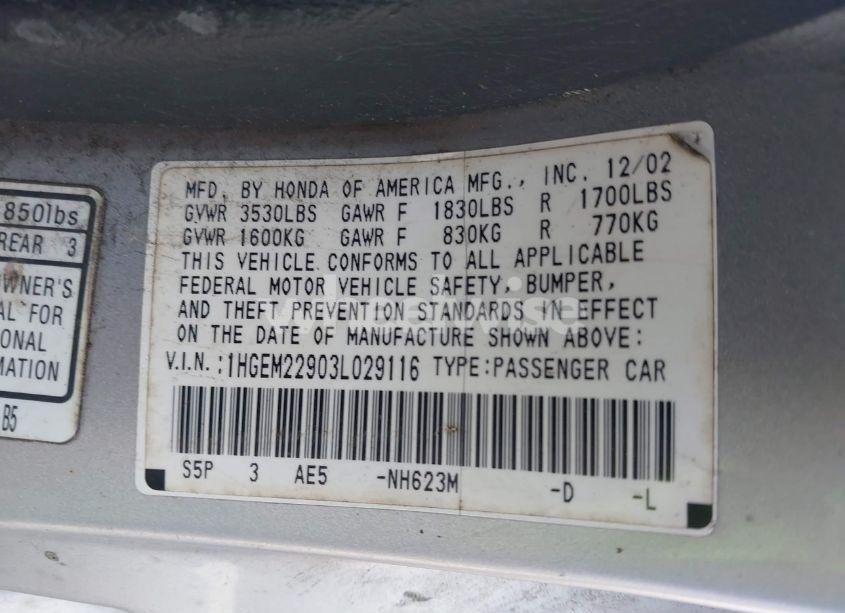 850lbs
REAR 3
OWNER'S
AL FOR
IONAL
MATION
B5
MFD. BY HONDA OF AMERICA MFG., INC. 12/02
GVWR 3530LBS GAWR F 1830LBS R 1700LBS
GVWR 1600KG GAWR F 830KG R 770KG
THIS VEHICLE CONFORMS TO ALL APPLICABLE
FEDERAL MOTOR VEHICLE SAFETY, BUMPER,
AND THEFT PREVENTION STANDARDS IN EFFECT
ON THE DATE OF MANUFACTURE SHOWN ABOVE:
V.I.N.:1HGEM22903L029116 TYPE:PASSENGER CAR
S5P 3 AE5 -NH623M -D -L